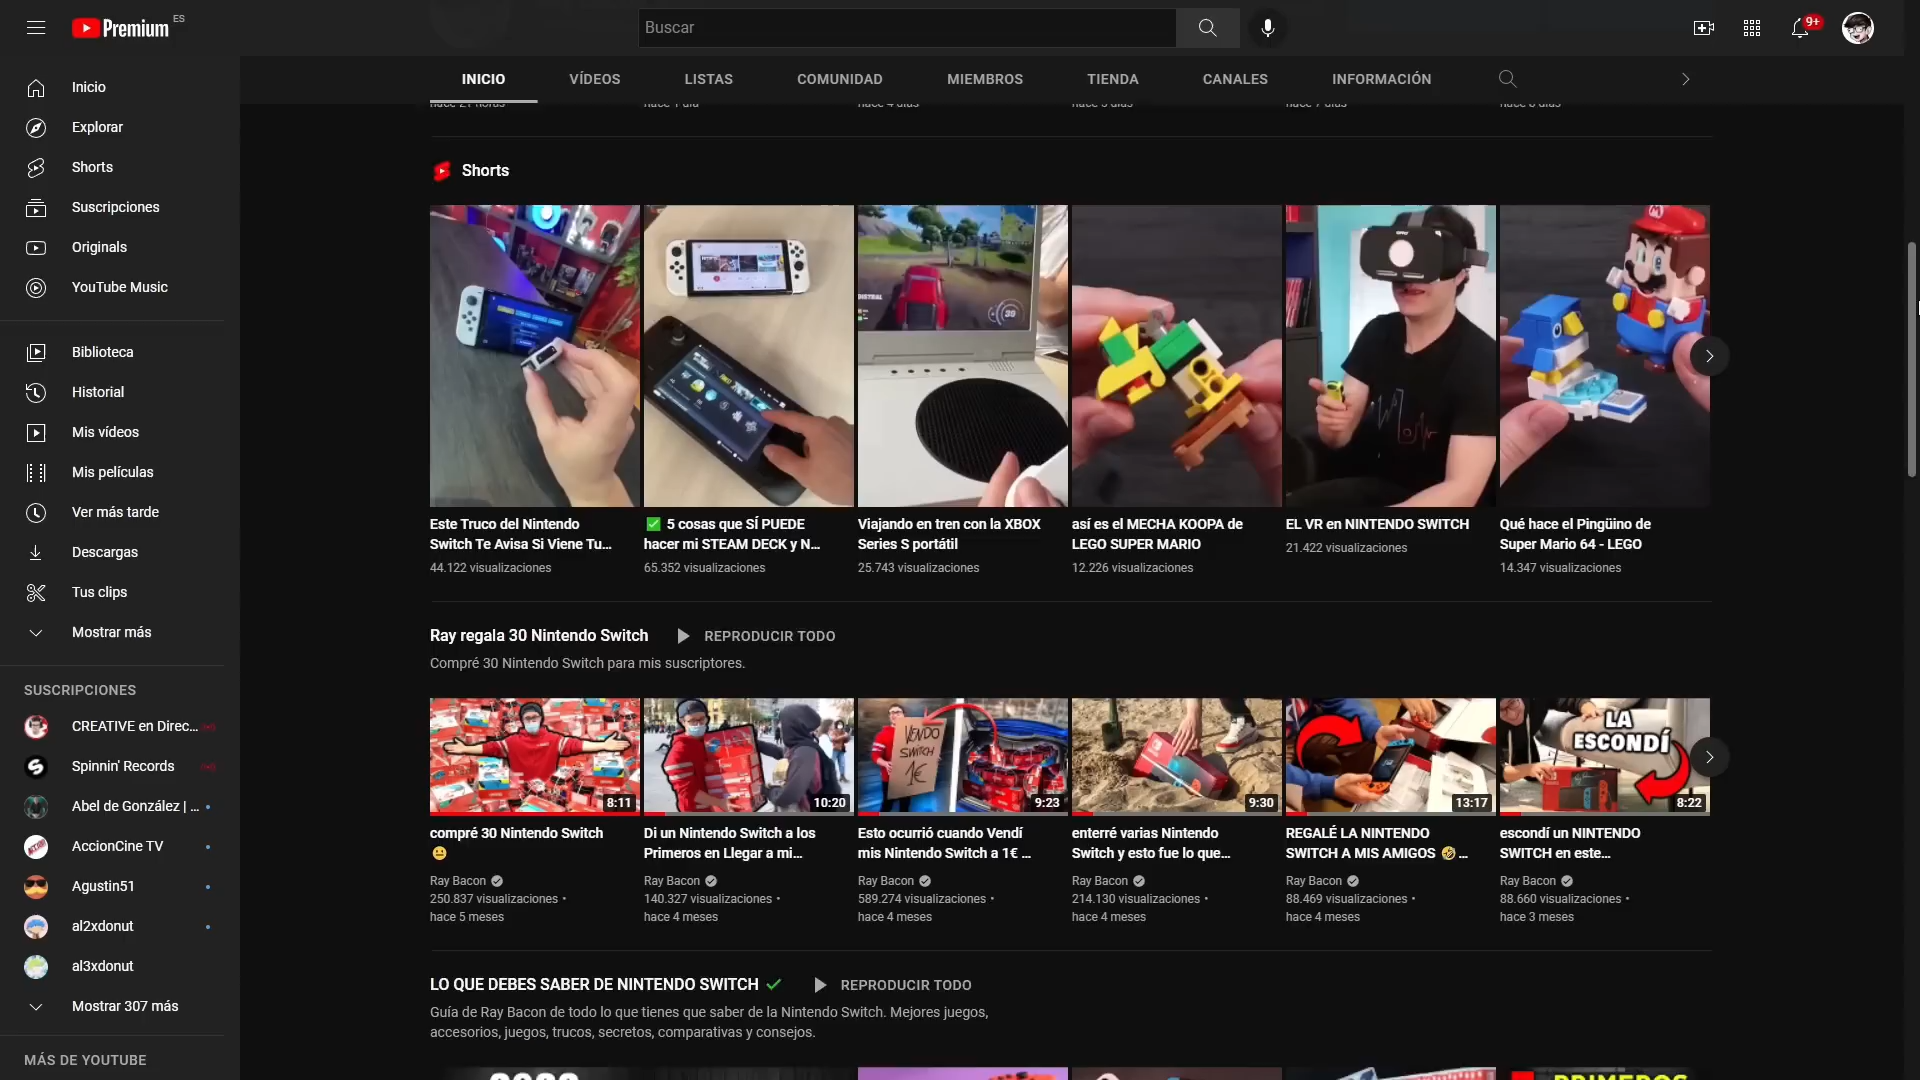 Premium ES
Buscar
9+
INICIO VÍDEOS LISTAS COMUNIDAD MIEMBROS TIENDA CANALES INFORMACIÓN
Inicio
Explorar
Shorts
Suscripciones
Originals
YouTube Music
Biblioteca
Historial
Mis vídeos
Mis películas
Ver más tarde
Descargas
Tus clips
Mostrar más
SUSCRIPCIONES
CREATIVE en Direc...
Spinnin' Records
Abel de González | ...
AccionCine TV
Agustin51
al2xdonut
al3xdonut
Mostrar 307 más
MÁS DE YOUTUBE
Shorts
Este Truco del Nintendo
Switch Te Avisa Si Viene Tu...
44.122 visualizaciones
✅ 5 cosas que SÍ PUEDE
hacer mi STEAM DECK y N...
65.352 visualizaciones
Viajando en tren con la XBOX
Series S portátil
25.743 visualizaciones
así es el MECHA KOOPA de
LEGO SUPER MARIO
12.226 visualizaciones
EL VR en NINTENDO SWITCH
21.422 visualizaciones
Qué hace el Pingüino de
Super Mario 64 - LEGO
14.347 visualizaciones
Ray regala 30 Nintendo Switch REPRODUCIR TODO
Compré 30 Nintendo Switch para mis suscriptores.
8:11
compré 30 Nintendo Switch
😐
Ray Bacon
250.837 visualizaciones •
hace 5 meses
10:20
Di un Nintendo Switch a los
Primeros en Llegar a mi...
Ray Bacon
140.327 visualizaciones •
hace 4 meses
VENDO
SWITCH
1€
9:23
Esto ocurrió cuando Vendí
mis Nintendo Switch a 1€ ...
Ray Bacon
589.274 visualizaciones •
hace 4 meses
9:30
enterré varias Nintendo
Switch y esto fue lo que...
Ray Bacon
214.130 visualizaciones •
hace 4 meses
13:17
REGALÉ LA NINTENDO
SWITCH A MIS AMIGOS 🤣 ...
Ray Bacon
88.469 visualizaciones •
hace 4 meses
LA
ESCONDÍ
8:22
escondí un NINTENDO
SWITCH en este...
Ray Bacon
88.660 visualizaciones •
hace 3 meses
LO QUE DEBES SABER DE NINTENDO SWITCH ✓ REPRODUCIR TODO
Guía de Ray Bacon de todo lo que tienes que saber de la Nintendo Switch. Mejores juegos,
accesorios, juegos, trucos, secretos, comparativas y consejos.
PRIMEROS